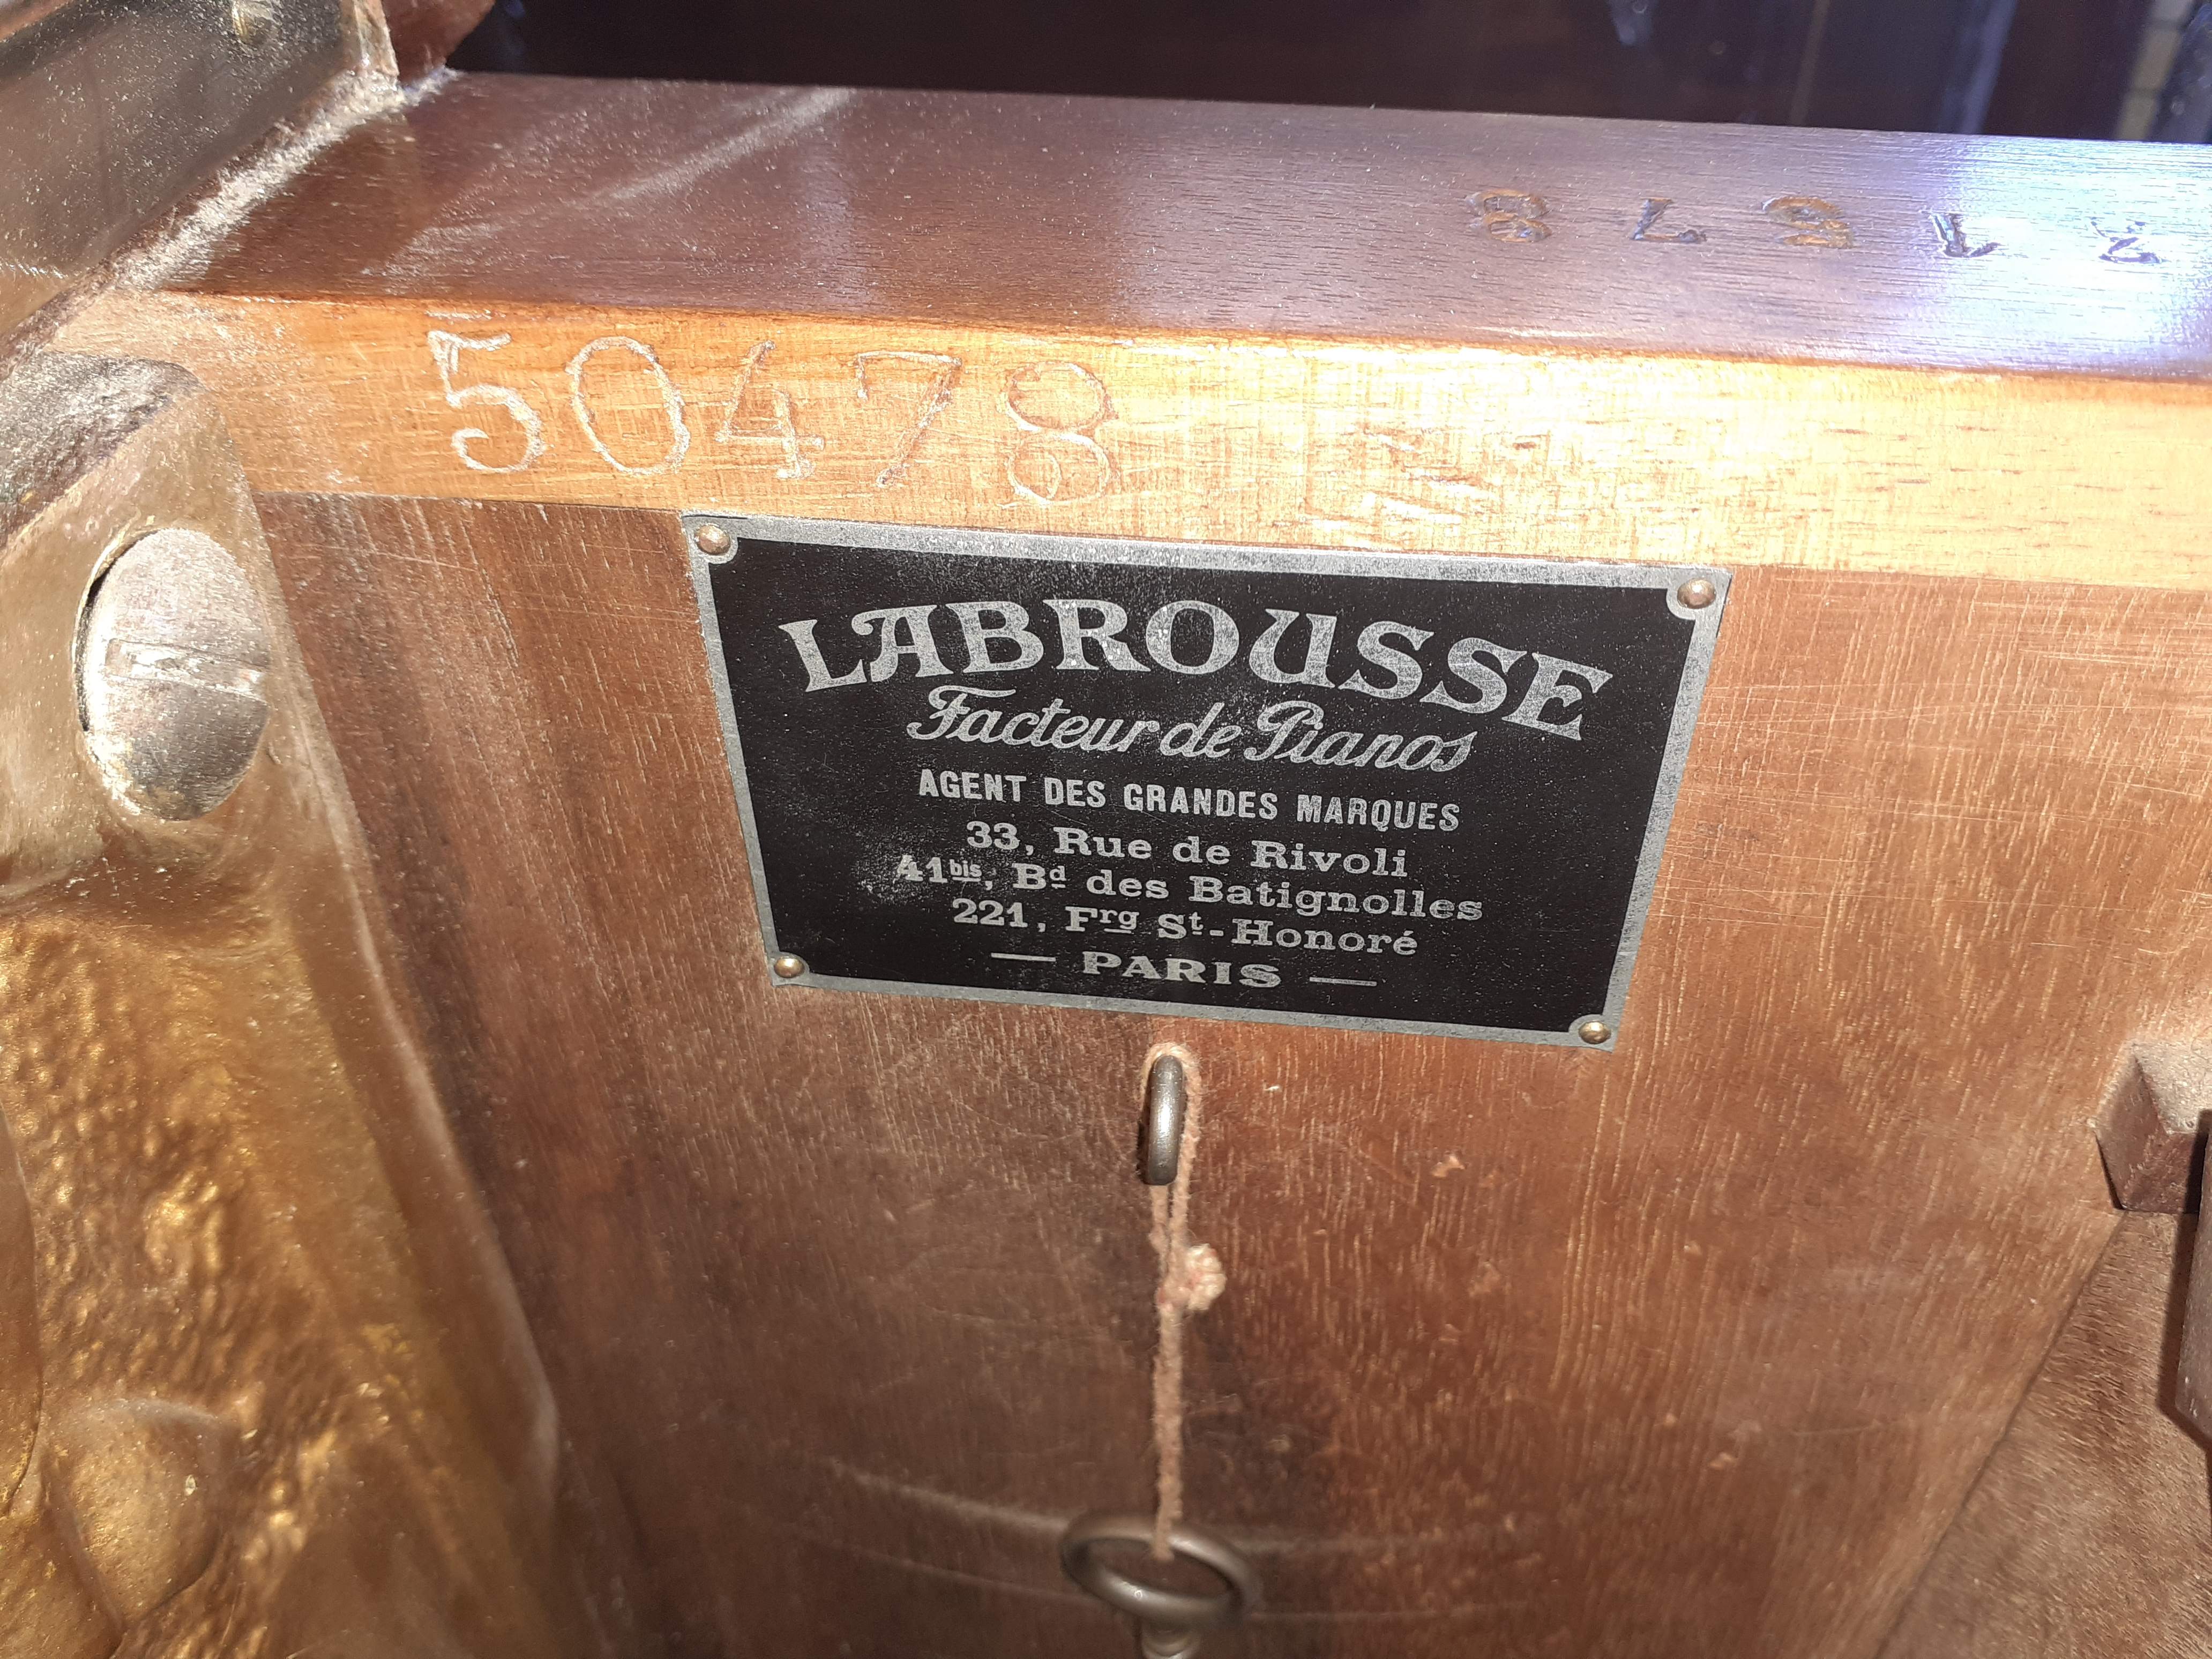 50478
LABROUSSE
Facteur de Pianos
AGENT DES GRANDES MARQUES
33, Rue de Rivoli
41bis, Bd des Batignolles
221, Frg St-Honoré
— PARIS —